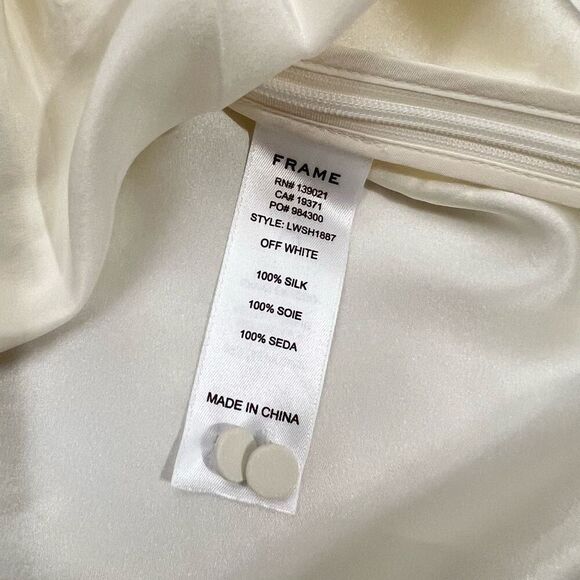 FRAME
RN# 139021
CA# 19371
PO# 984300
STYLE: LWSH1887
OFF WHITE
100% SILK
100% SOIE
100% SEDA
MADE IN CHINA